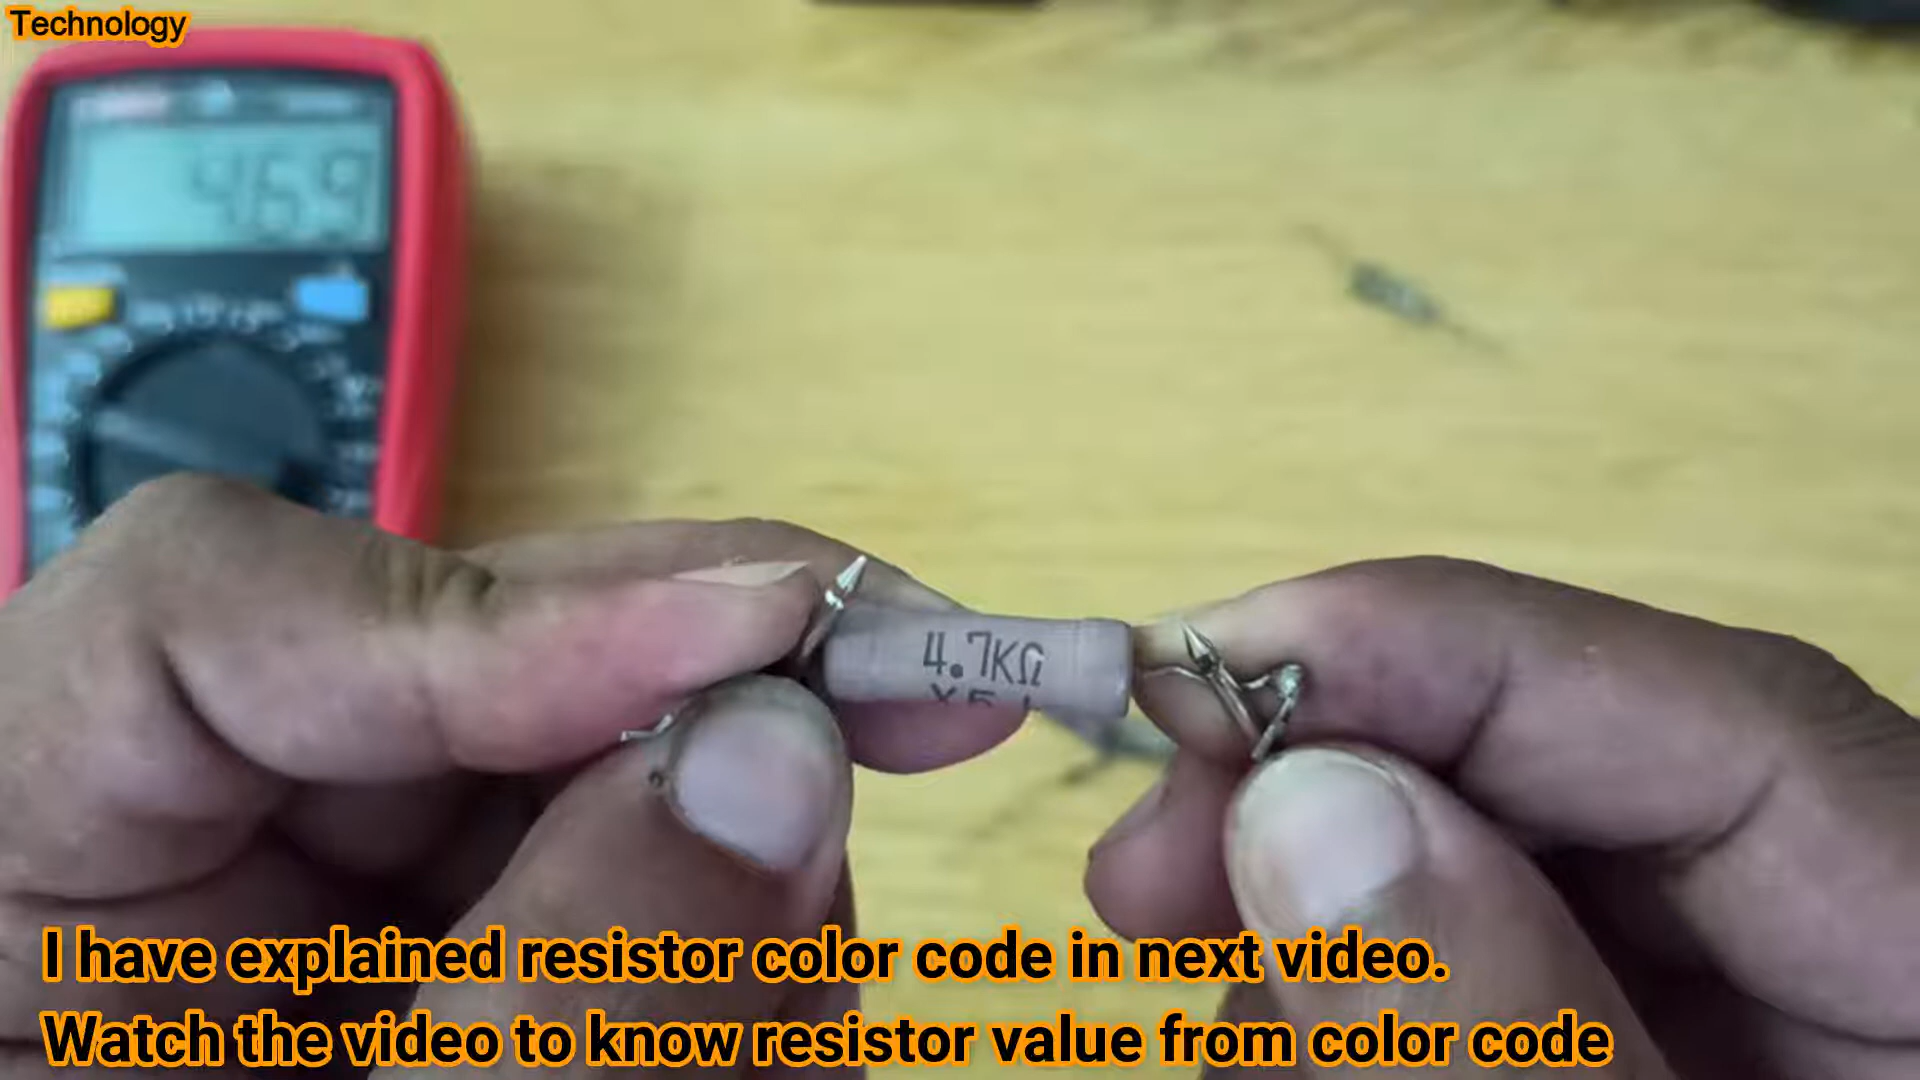 Technology
469
4.7KΩ
I have explained resistor color code in next video.
Watch the video to know resistor value from color code